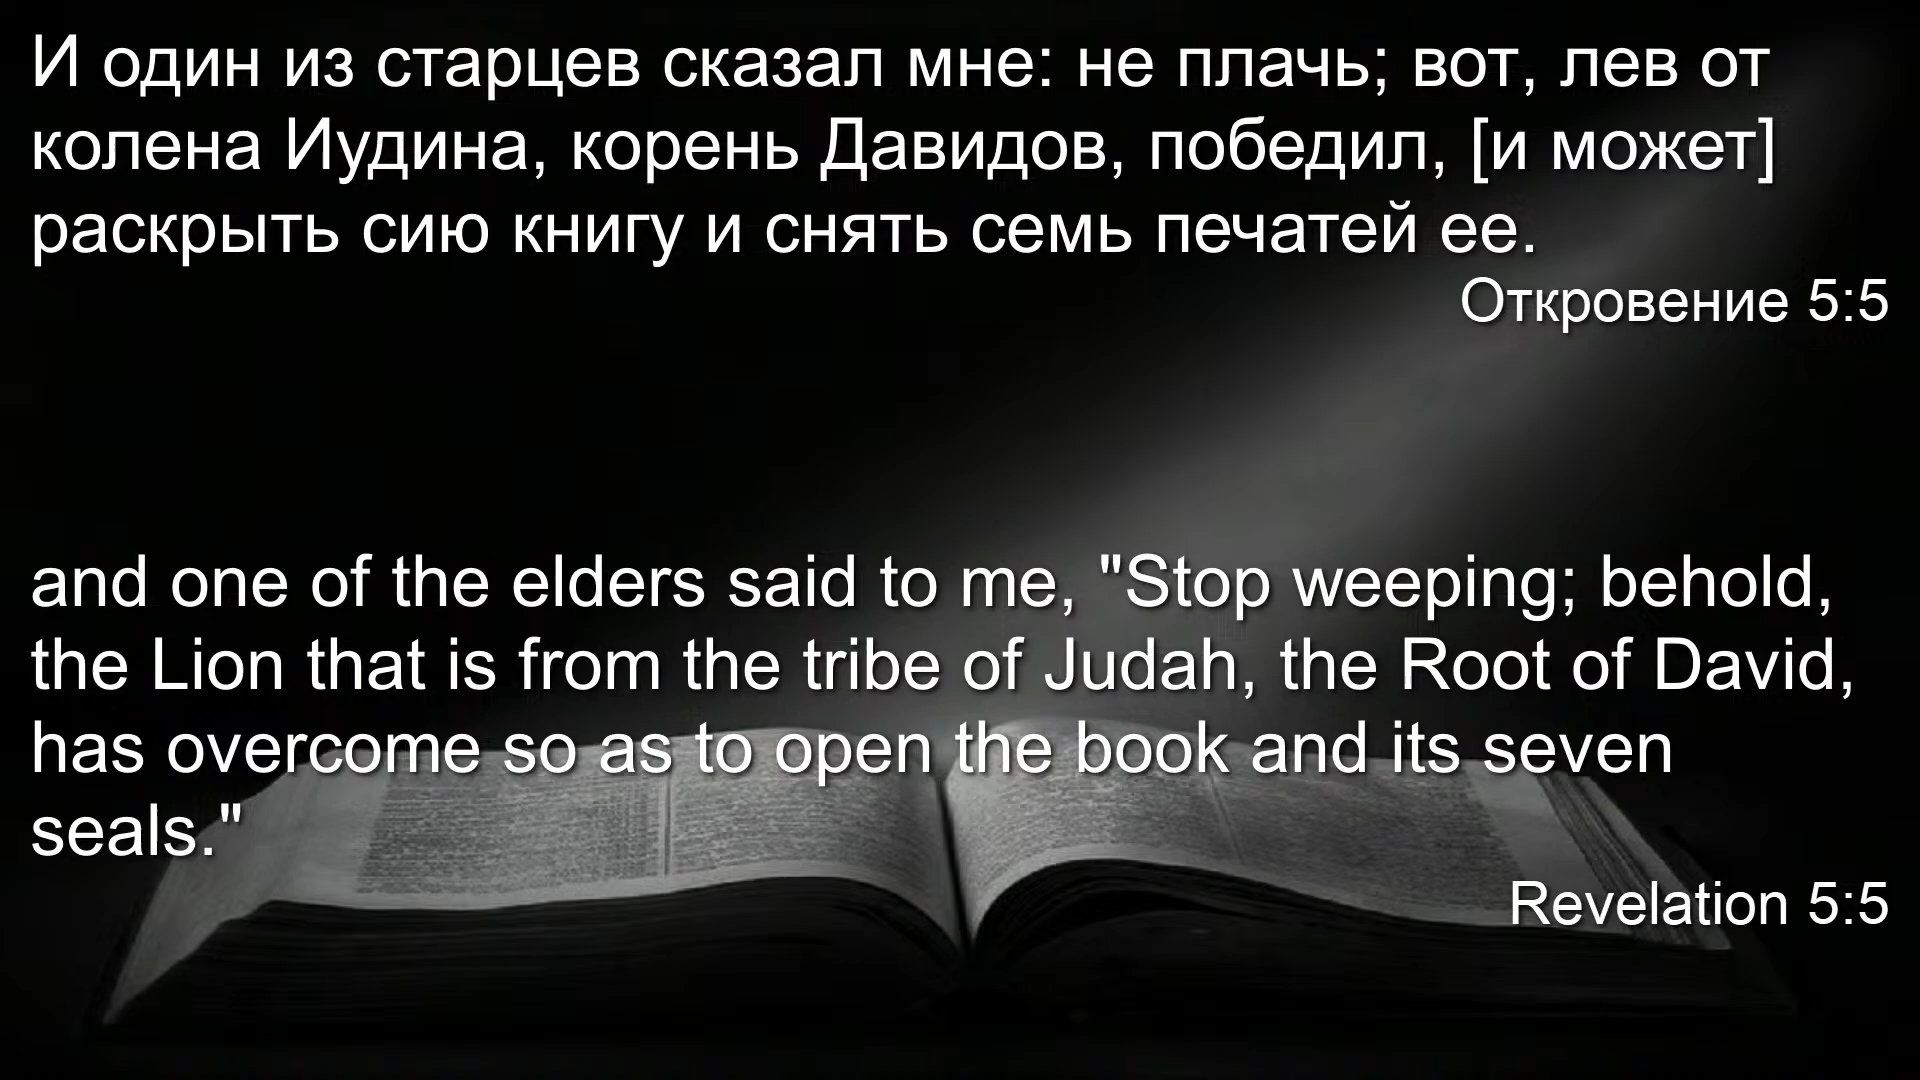 И один из старцев сказал мне: не плачь; вот, лев от
колена Иудина, корень Давидов, победил, [и может]
раскрыть сию книгу и снять семь печатей ее.
Откровение 5:5
and one of the elders said to me, "Stop weeping; behold,
the Lion that is from the tribe of Judah, the Root of David,
has overcome so as to open the book and its seven
seals."
Revelation 5:5